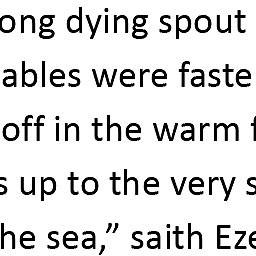 ong dying spout
ables were faste
off in the warm f
s up to the very s
he sea,” saith Eze